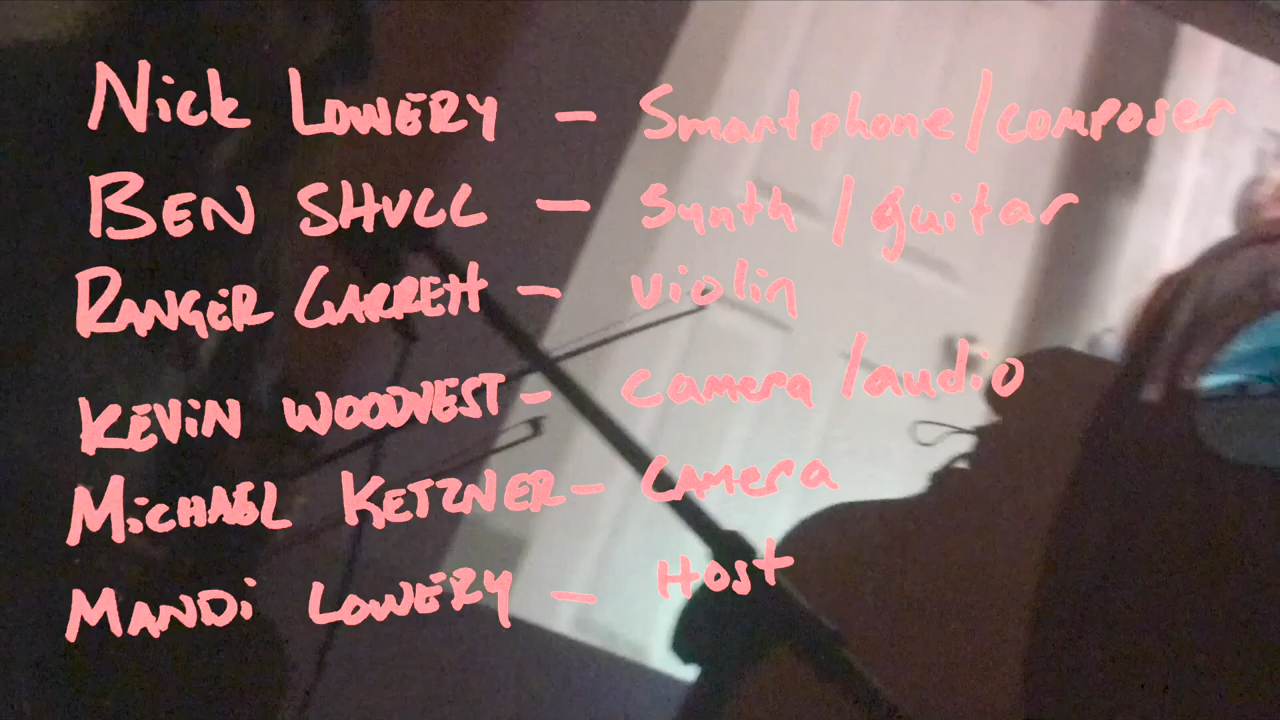 Nick LOWERY – Smartphone/composer
BEN SHULL – Synth / guitar
RANGER GARRETT – violin
KEVIN WOODVEST – camera /audio
MICHAEL KETZNER – CAMERA
MANDI LOWERY – HOST